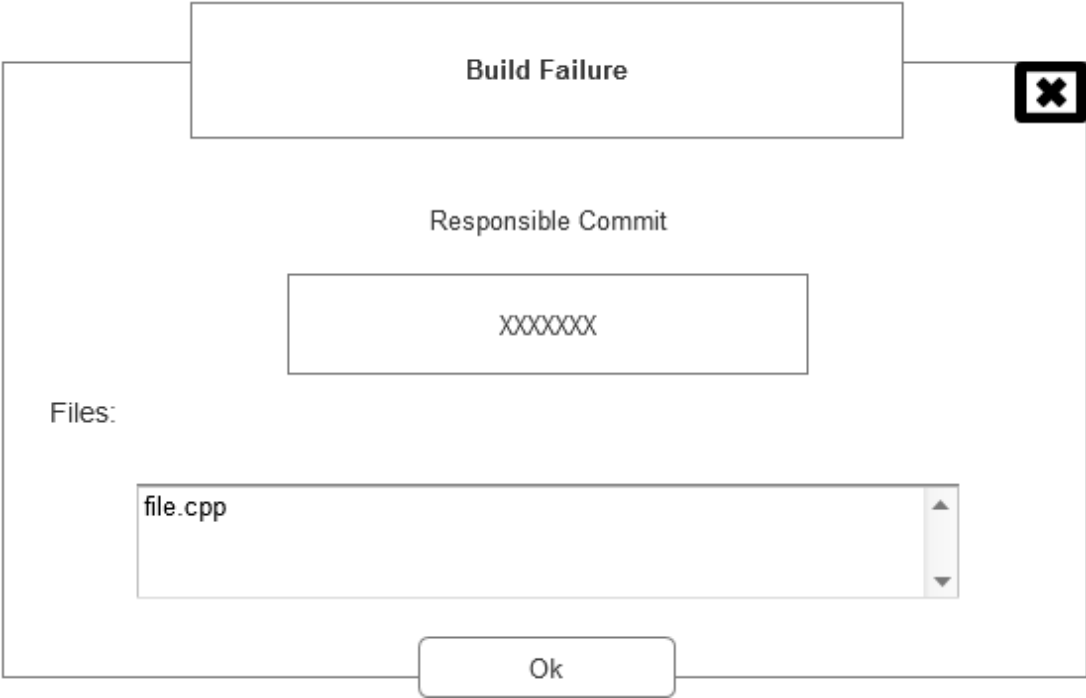 Build Failure
Responsible Commit
XXXXXXX
Files:
file.cpp
Ok